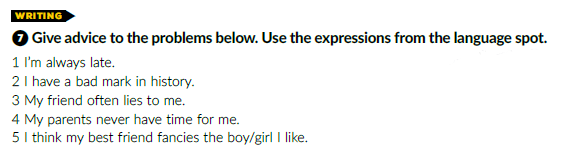 WRITING
7 Give advice to the problems below. Use the expressions from the language spot.
1 I'm always late.
2 I have a bad mark in history.
3 My friend often lies to me.
4 My parents never have time for me.
5 I think my best friend fancies the boy/girl I like.